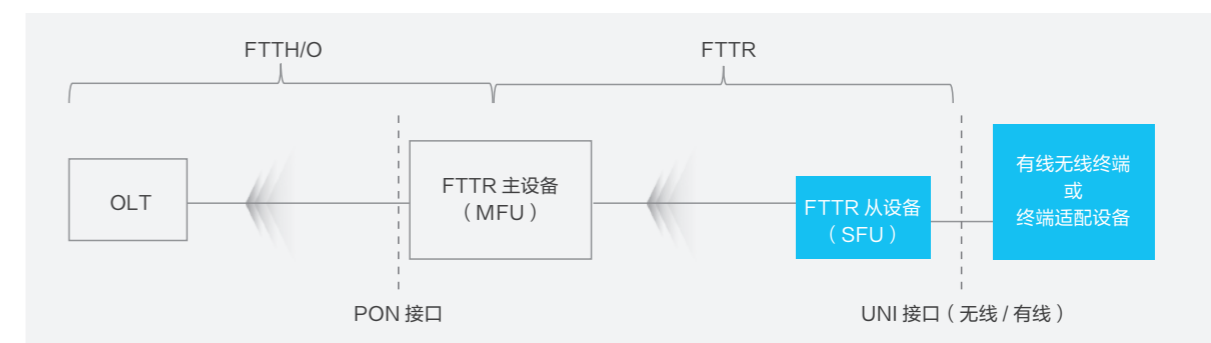 FTTH/O
FTTR
OLT
FTTR 主设备
（MFU）
FTTR 从设备
（SFU）
有线无线终端
或
终端适配设备
PON 接口
UNI 接口（无线 / 有线）